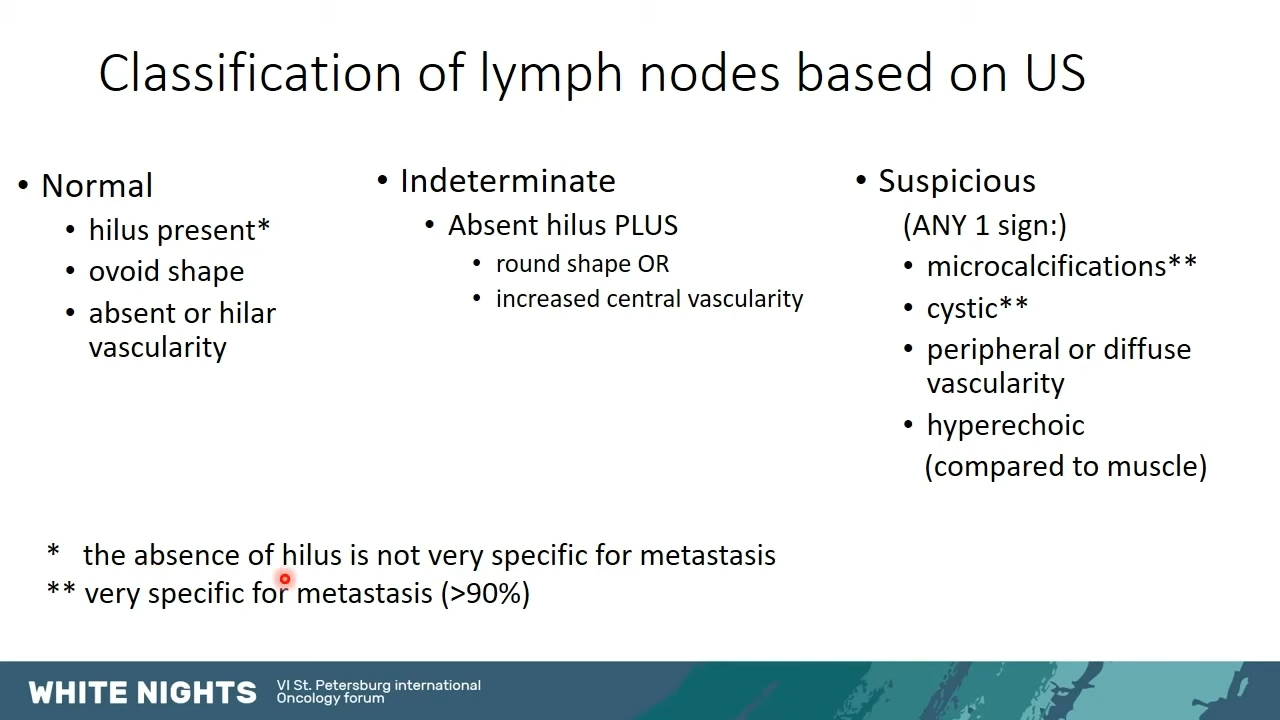 Classification of lymph nodes based on US
• Normal
• hilus present*
• ovoid shape
• absent or hilar
vascularity
• Indeterminate
• Absent hilus PLUS
• round shape OR
• increased central vascularity
• Suspicious
(ANY 1 sign:)
• microcalcifications**
• cystic**
• peripheral or diffuse
vascularity
• hyperechoic
(compared to muscle)
* the absence of hilus is not very specific for metastasis
** very specific for metastasis (>90%)
WHITE NIGHTS
VI St. Petersburg international
Oncology forum